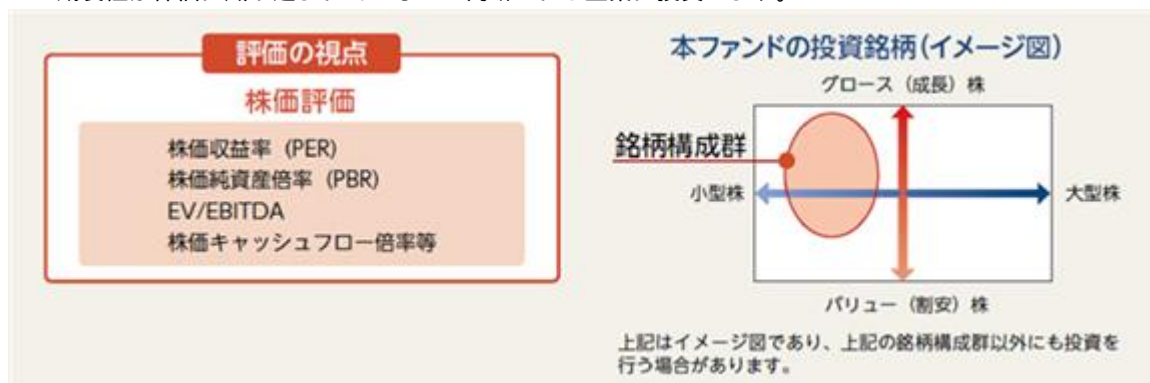 評価の視点
株価評価
株価収益率（PER）
株価純資産倍率（PBR）
EV/EBITDA
株価キャッシュフロー倍率等
本ファンドの投資銘柄（イメージ図）
グロース（成長）株
銘柄構成群
小型株
大型株
バリュー（割安）株
上記はイメージ図であり、上記の銘柄構成群以外にも投資を
行う場合があります。